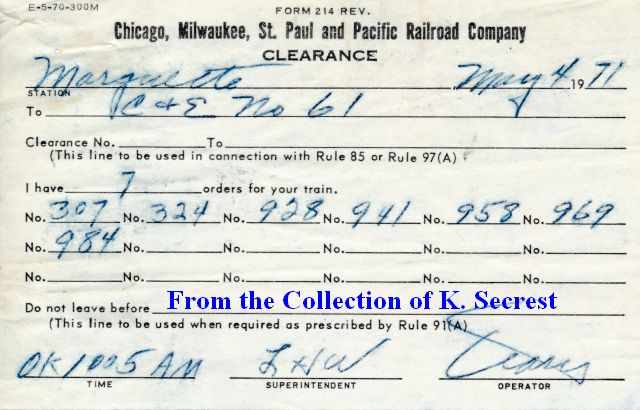 E-5-70-300M
FORM 214 REV.
Chicago, Milwaukee, St. Paul and Pacific Railroad Company
CLEARANCE
Marquette May 4 1971
STATION
To C & E No 61
Clearance No. To
(This line to be used in connection with Rule 85 or Rule 97(A)
I have 7 orders for your train.
No. 307 No. 324 No. 928 No. 941 No. 958 No. 969
No. 984 No. No. No. No. No.
No. No. No. No. No. No.
Do not leave before From the Collection of K. Secrest
(This line to be used when required as prescribed by Rule 91(A)
OK 1005 AM LHW
TIME SUPERINTENDENT OPERATOR